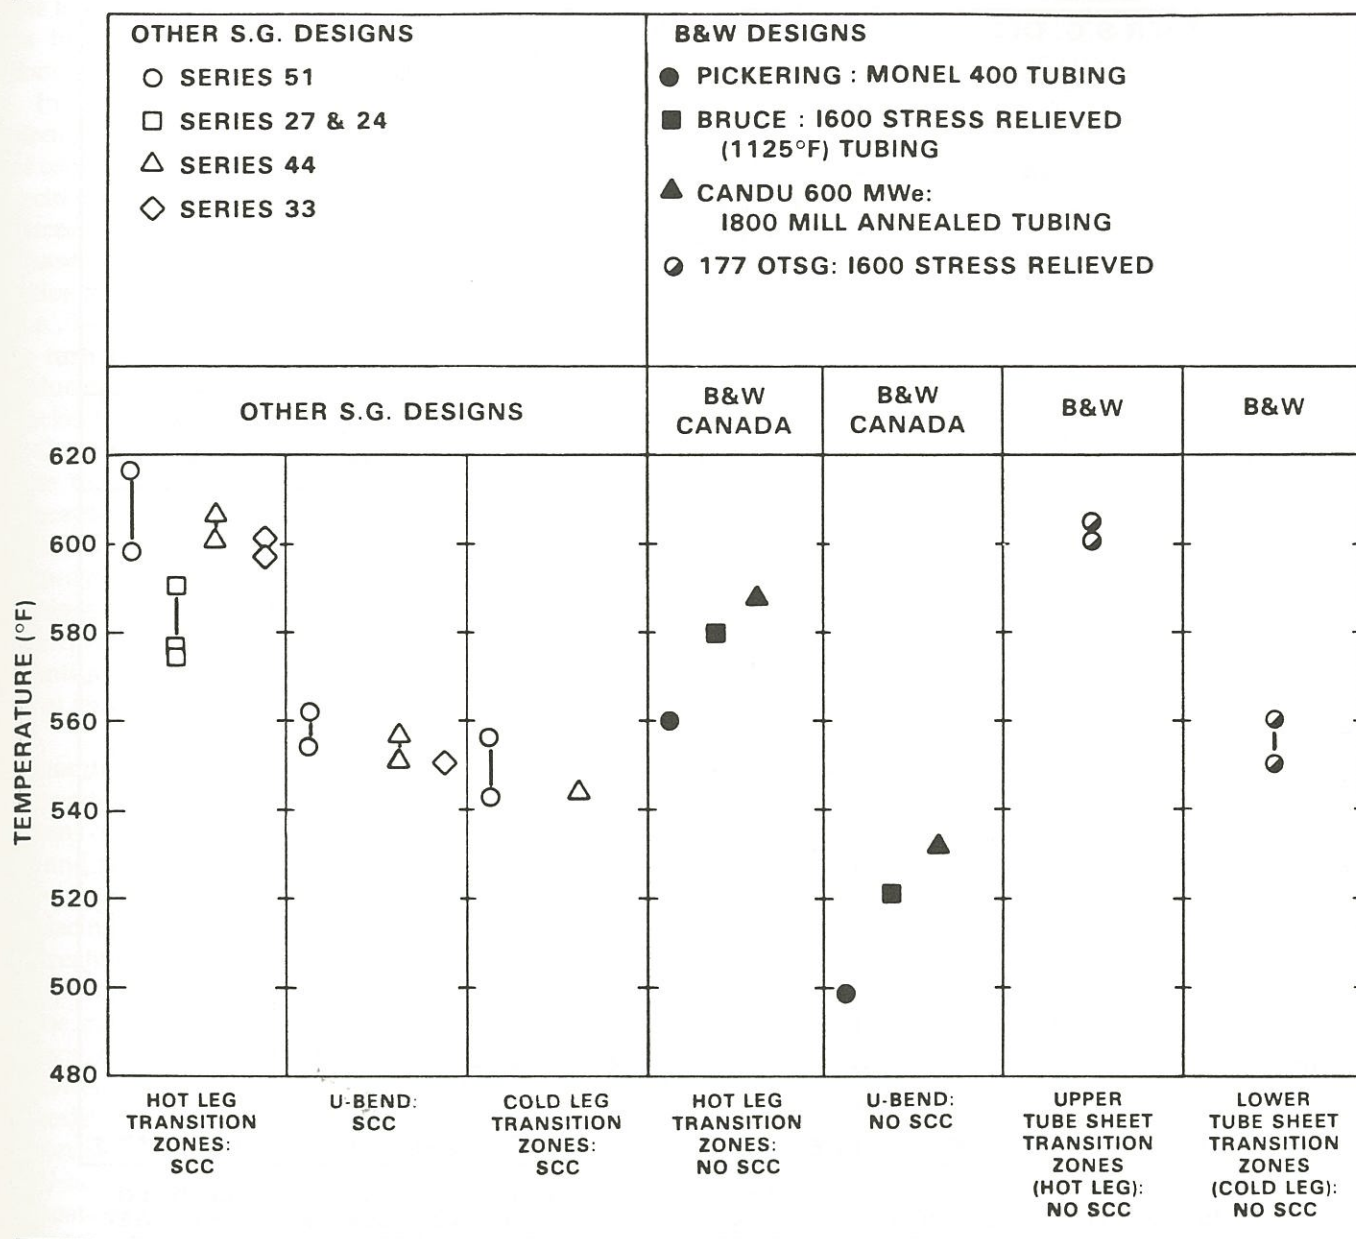 OTHER S.G. DESIGNS
SERIES 51
SERIES 27 & 24
SERIES 44
SERIES 33
B&W DESIGNS
PICKERING : MONEL 400 TUBING
BRUCE : I600 STRESS RELIEVED
(1125°F) TUBING
CANDU 600 MWe:
I800 MILL ANNEALED TUBING
177 OTSG: I600 STRESS RELIEVED
OTHER S.G. DESIGNS
B&W
CANADA
B&W
CANADA
B&W
B&W
TEMPERATURE (°F)
620
600
580
560
540
520
500
480
HOT LEG
TRANSITION
ZONES:
SCC
U-BEND:
SCC
COLD LEG
TRANSITION
ZONES:
SCC
HOT LEG
TRANSITION
ZONES:
NO SCC
U-BEND:
NO SCC
UPPER
TUBE SHEET
TRANSITION
ZONES
(HOT LEG):
NO SCC
LOWER
TUBE SHEET
TRANSITION
ZONES
(COLD LEG):
NO SCC